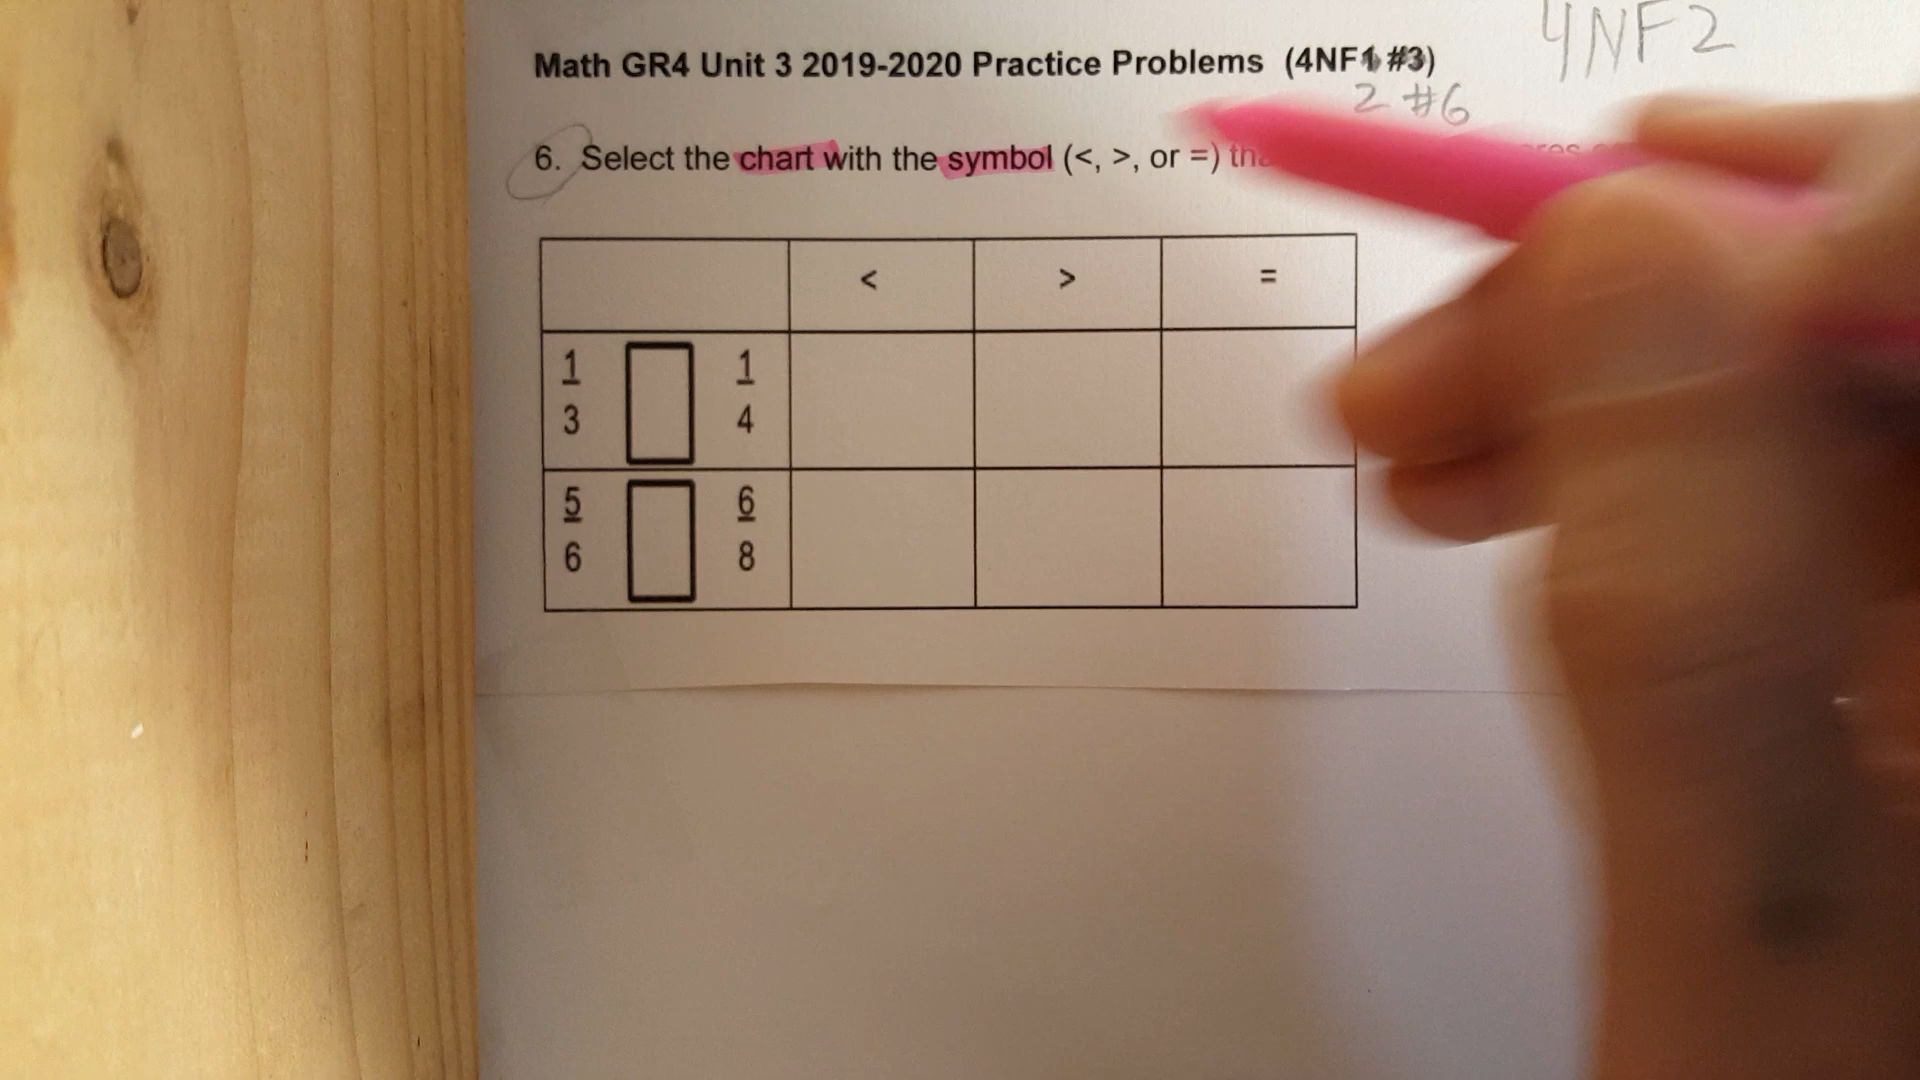 4NF2
Math GR4 Unit 3 2019-2020 Practice Problems (4NF1 #3)
2 #6
6. Select the chart with the symbol (<, >, or =)
< > =
1 1
3 4
5 6
6 8